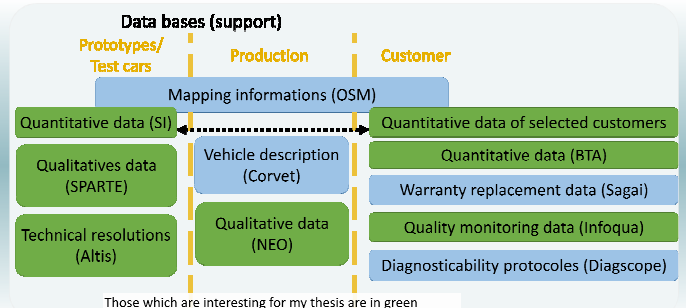 Data bases (support)
Prototypes/
Test cars
Production
Customer
Mapping informations (OSM)
Quantitative data (SI)
Quantitative data of selected customers
Qualitatives data
(SPARTE)
Vehicle description
(Corvet)
Quantitative data (BTA)
Warranty replacement data (Sagai)
Technical resolutions
(Altis)
Qualitative data
(NEO)
Quality monitoring data (Infoqua)
Diagnosticability protocoles (Diagscope)
Those which are interesting for my thesis are in green